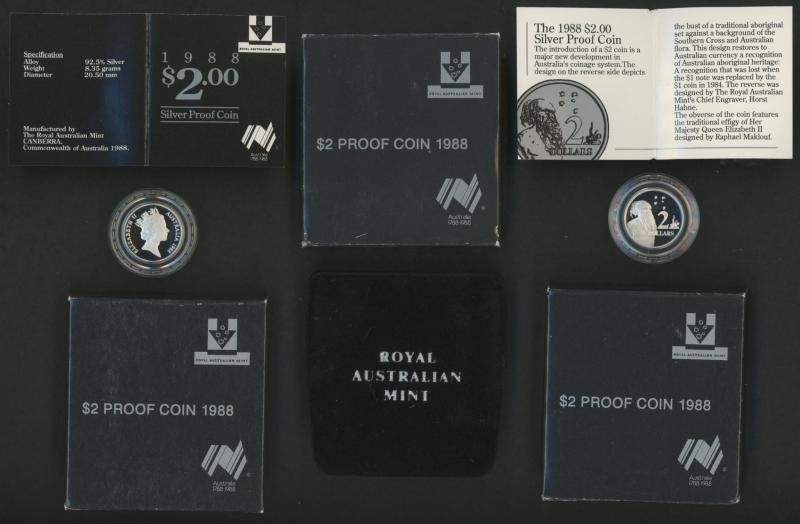 Specification
Alloy 92.5% Silver
Weight 8.35 grams
Diameter 20.50 mm
Manufactured by
The Royal Australian Mint
CANBERRA.
Commonwealth of Australia 1988.
ROYAL AUSTRALIAN MINT
1988
$2.00
Silver Proof Coin
Australia
1788-1988
ROYAL AUSTRALIAN MINT
$2 PROOF COIN 1988
Australia
1788-1988
The 1988 $2.00
Silver Proof Coin
The introduction of a $2 coin is a
major new development in
Australia's coinage system.The
design on the reverse side depicts
2
DOLLARS
the bust of a traditional aboriginal
set against a background of the
Southern Cross and Australian
flora. This design restores to
Australian currency a recognition
of Australian aboriginal heritage:
A recognition that was lost when
the $1 note was replaced by the
$1 coin in 1984. The reverse was
designed by The Royal Australian
Mint's Chief Engraver, Horst
Hahne.
The obverse of the coin features
the traditional effigy of Her
Majesty Queen Elizabeth II
designed by Raphael Maklouf.
ELIZABETH II AUSTRALIA 1988
2
DOLLARS
ROYAL AUSTRALIAN MINT
$2 PROOF COIN 1988
Australia
1788-1988
ROYAL
AUSTRALIAN
MINT
ROYAL AUSTRALIAN MINT
$2 PROOF COIN 1988
Australia
1788-1988